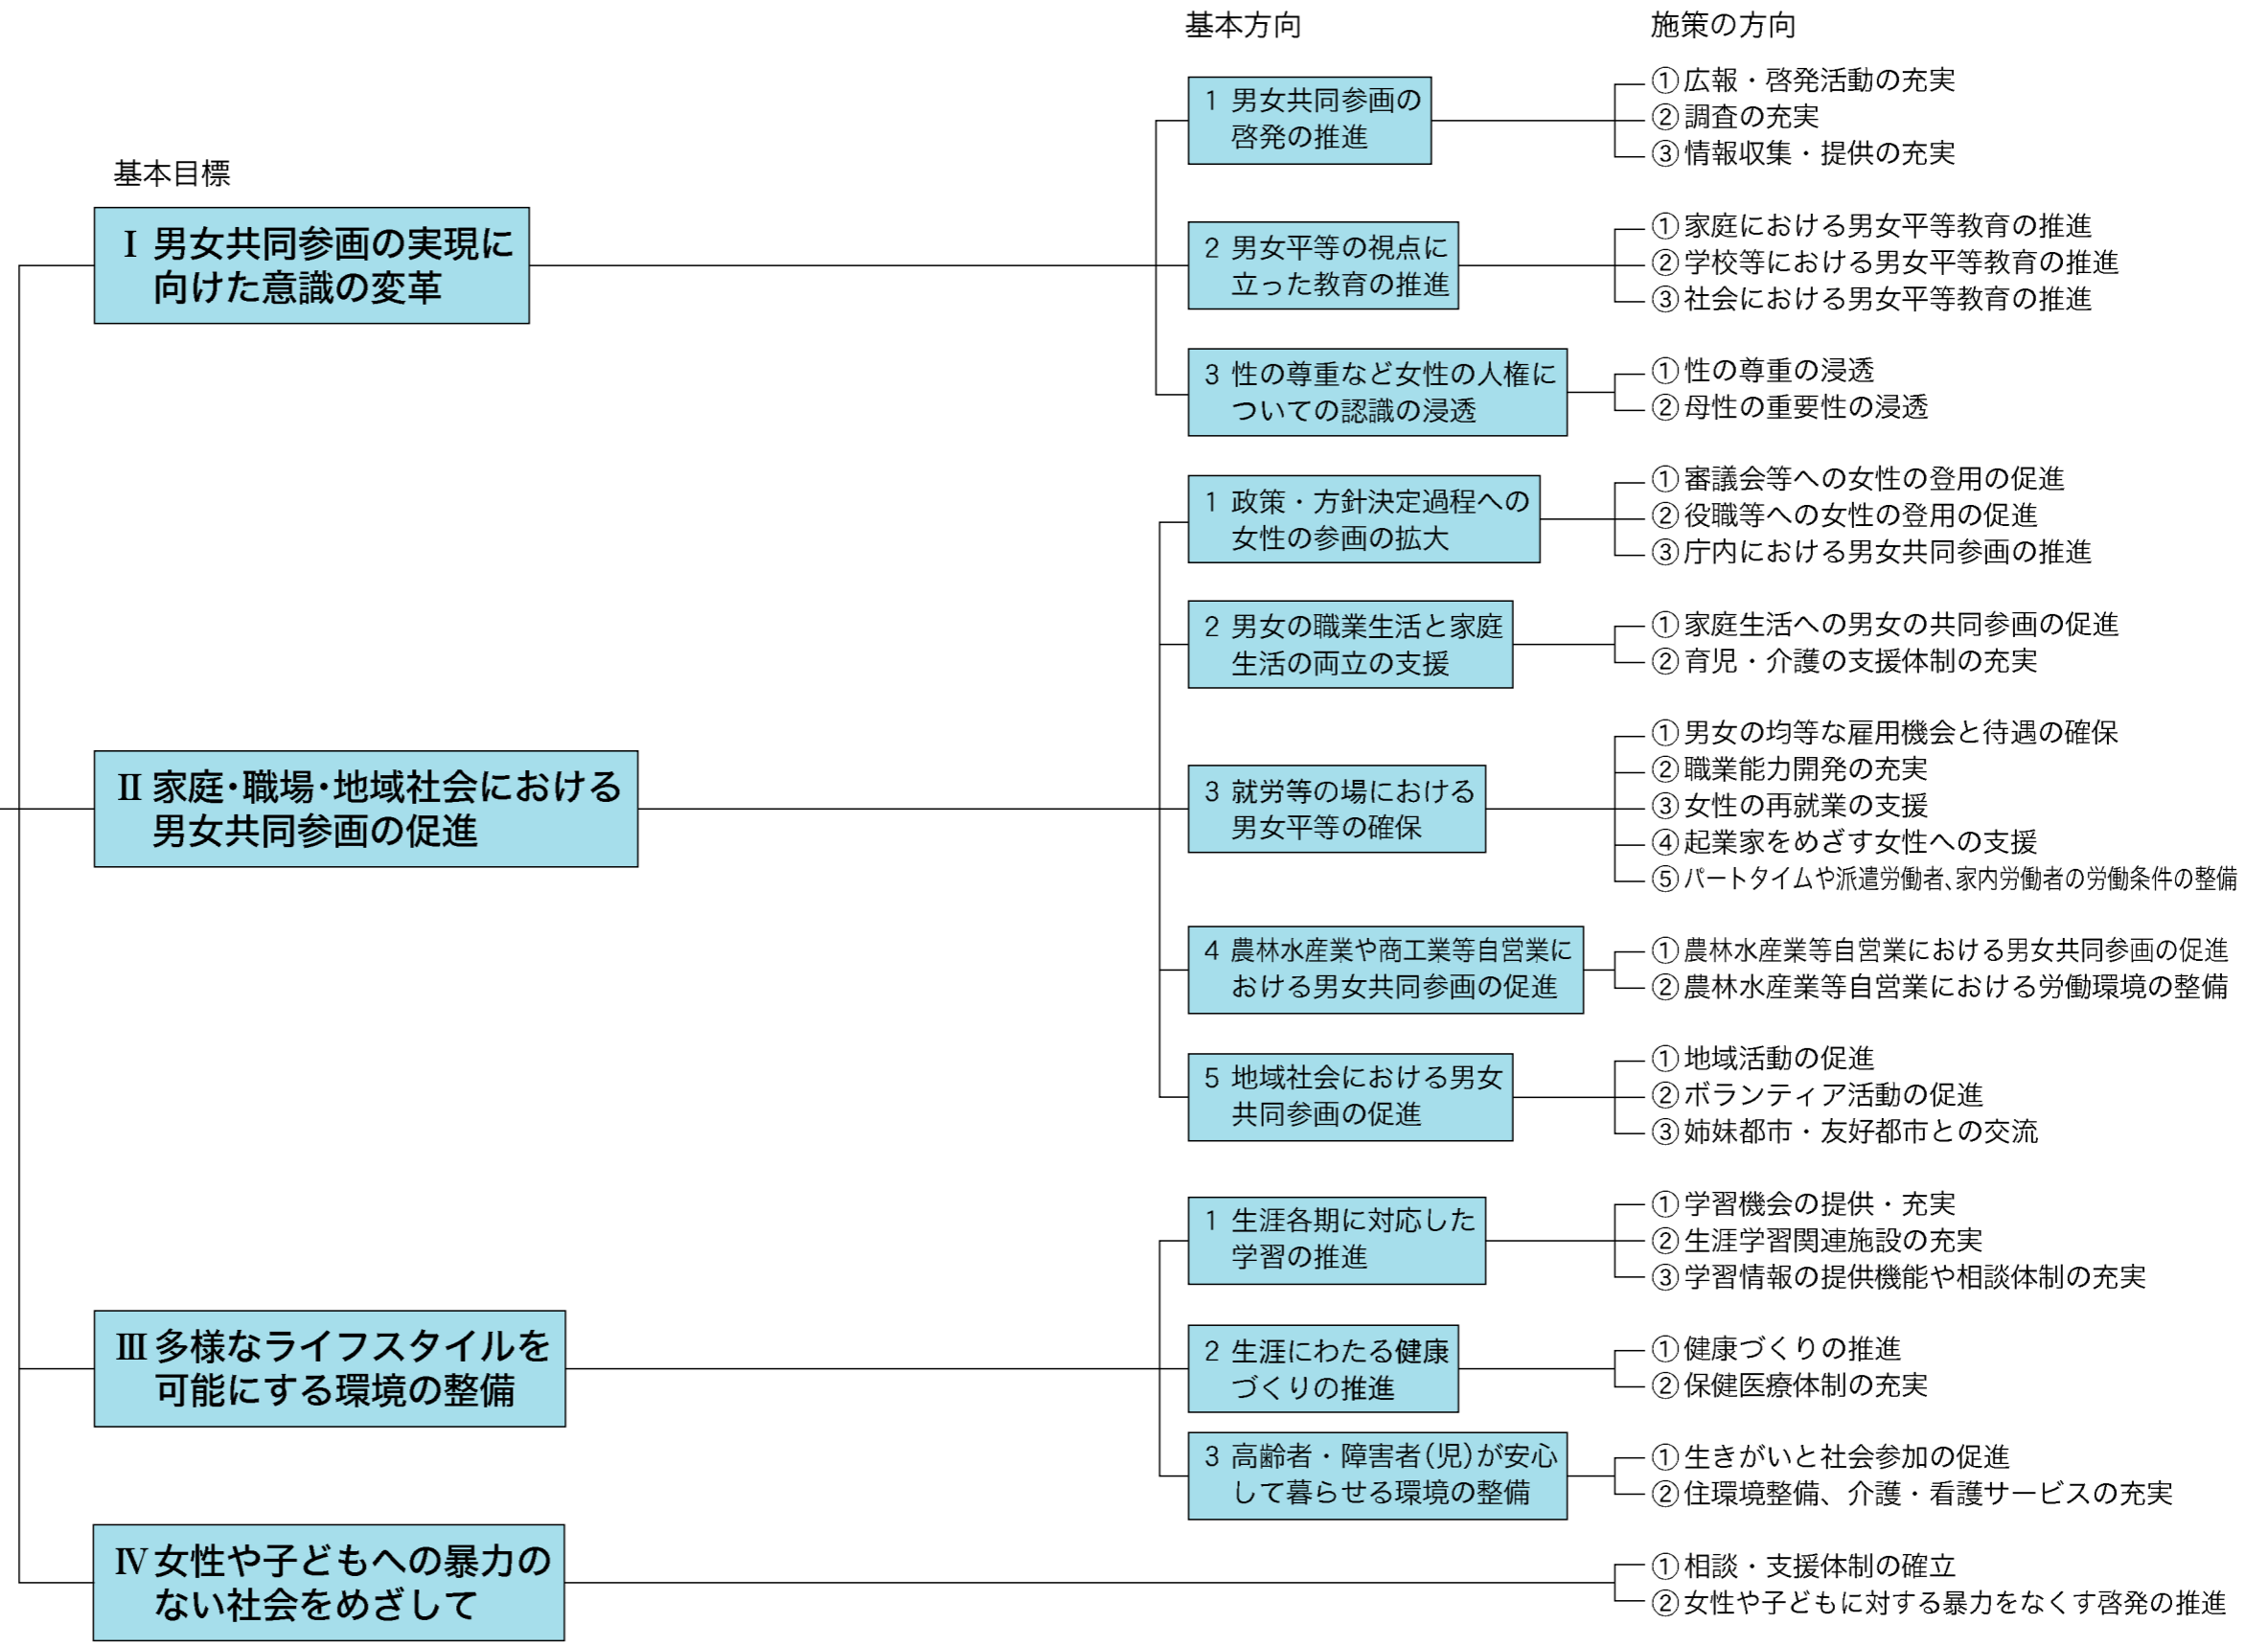 基本目標
基本方向
施策の方向
Ⅰ 男女共同参画の実現に
向けた意識の変革
1 男女共同参画の
啓発の推進
①広報・啓発活動の充実
②調査の充実
③情報収集・提供の充実
2 男女平等の視点に
立った教育の推進
①家庭における男女平等教育の推進
②学校等における男女平等教育の推進
③社会における男女平等教育の推進
3 性の尊重など女性の人権に
ついての認識の浸透
①性の尊重の浸透
②母性の重要性の浸透
Ⅱ 家庭・職場・地域社会における
男女共同参画の促進
1 政策・方針決定過程への
女性の参画の拡大
①審議会等への女性の登用の促進
②役職等への女性の登用の促進
③庁内における男女共同参画の推進
2 男女の職業生活と家庭
生活の両立の支援
①家庭生活への男女の共同参画の促進
②育児・介護の支援体制の充実
3 就労等の場における
男女平等の確保
①男女の均等な雇用機会と待遇の確保
②職業能力開発の充実
③女性の再就業の支援
④起業家をめざす女性への支援
⑤パートタイムや派遣労働者、家内労働者の労働条件の整備
4 農林水産業や商工業等自営業に
おける男女共同参画の促進
①農林水産業等自営業における男女共同参画の促進
②農林水産業等自営業における労働環境の整備
5 地域社会における男女
共同参画の促進
①地域活動の促進
②ボランティア活動の促進
③姉妹都市・友好都市との交流
Ⅲ 多様なライフスタイルを
可能にする環境の整備
1 生涯各期に対応した
学習の推進
①学習機会の提供・充実
②生涯学習関連施設の充実
③学習情報の提供機能や相談体制の充実
2 生涯にわたる健康
づくりの推進
①健康づくりの推進
②保健医療体制の充実
3 高齢者・障害者(児)が安心
して暮らせる環境の整備
①生きがいと社会参加の促進
②住環境整備、介護・看護サービスの充実
Ⅳ 女性や子どもへの暴力の
ない社会をめざして
①相談・支援体制の確立
②女性や子どもに対する暴力をなくす啓発の推進